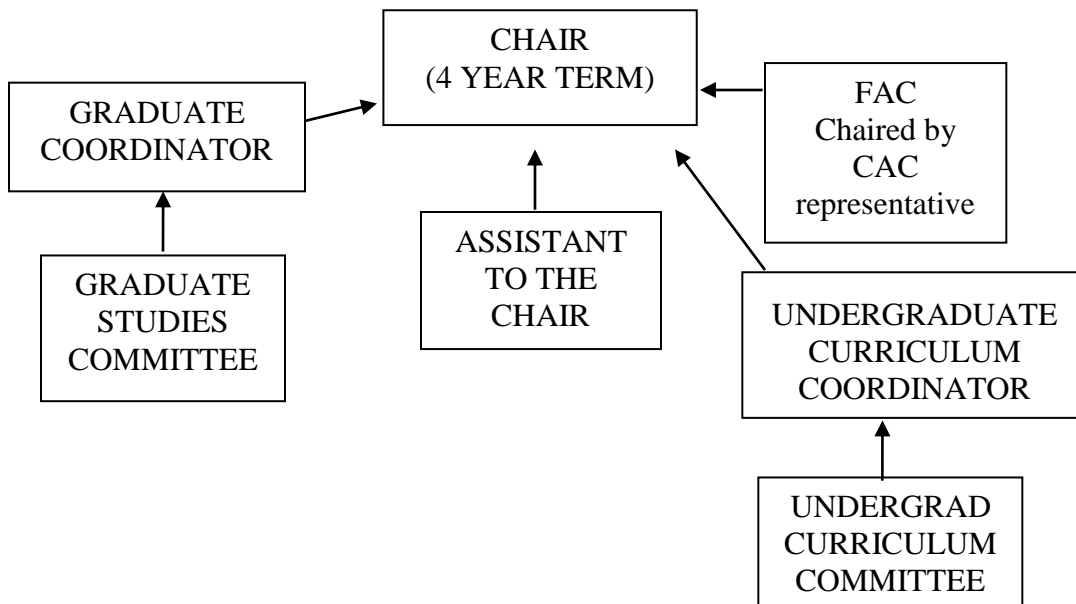 CHAIR
(4 YEAR TERM)
GRADUATE
COORDINATOR
FAC
Chaired by
CAC
representative
GRADUATE
STUDIES
COMMITTEE
ASSISTANT
TO THE
CHAIR
UNDERGRADUATE
CURRICULUM
COORDINATOR
UNDERGRAD
CURRICULUM
COMMITTEE